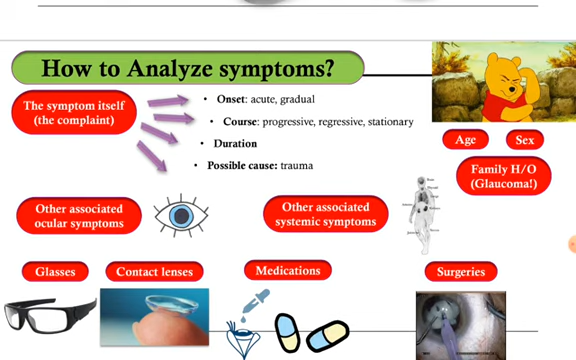 How to Analyze symptoms?
The symptom itself
(the complaint)
• Onset: acute, gradual
• Course: progressive, regressive, stationary
• Duration
• Possible cause: trauma
Age
Sex
Family H/O
(Glaucoma!)
Other associated
ocular symptoms
Other associated
systemic symptoms
Glasses
Contact lenses
Medications
Surgeries